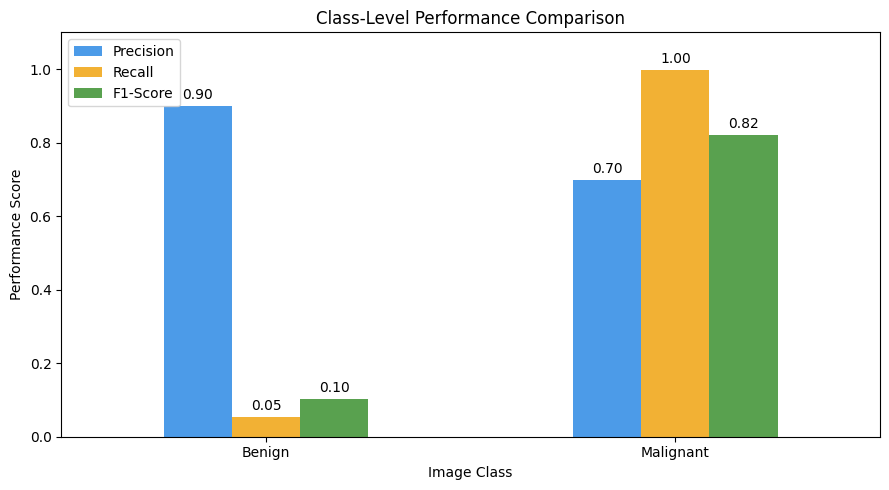 Class-Level Performance Comparison
Precision
Recall
F1-Score
Performance Score
1.0
0.8
0.6
0.4
0.2
0.0
0.90
0.05
0.10
0.70
1.00
0.82
Benign
Malignant
Image Class